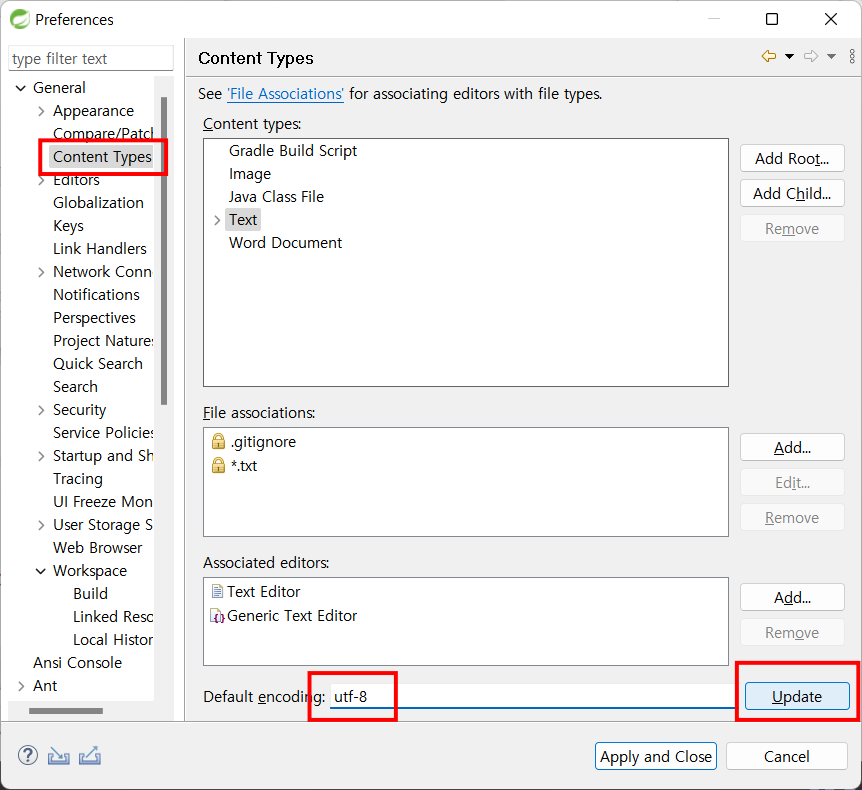 Preferences
type filter text
General
Appearance
Compare/Patch
Content Types
Editors
Globalization
Keys
Link Handlers
Network Conn
Notifications
Perspectives
Project Natures
Quick Search
Search
Security
Service Policies
Startup and Sh
Tracing
UI Freeze Mon
User Storage S
Web Browser
Workspace
Build
Linked Reso
Local Histor
Ansi Console
Ant
Content Types
See 'File Associations' for associating editors with file types.
Content types:
Gradle Build Script
Image
Java Class File
Text
Word Document
Add Root...
Add Child...
Remove
File associations:
.gitignore
*.txt
Add...
Edit...
Remove
Associated editors:
Text Editor
Generic Text Editor
Add...
Remove
Default encoding: utf-8
Update
Apply and Close
Cancel